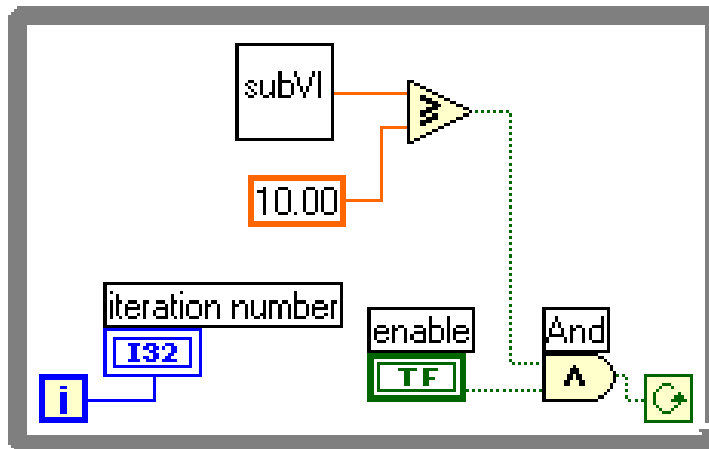 subVI
≥
10.00
iteration number
I32
enable
And
TF
∧
i